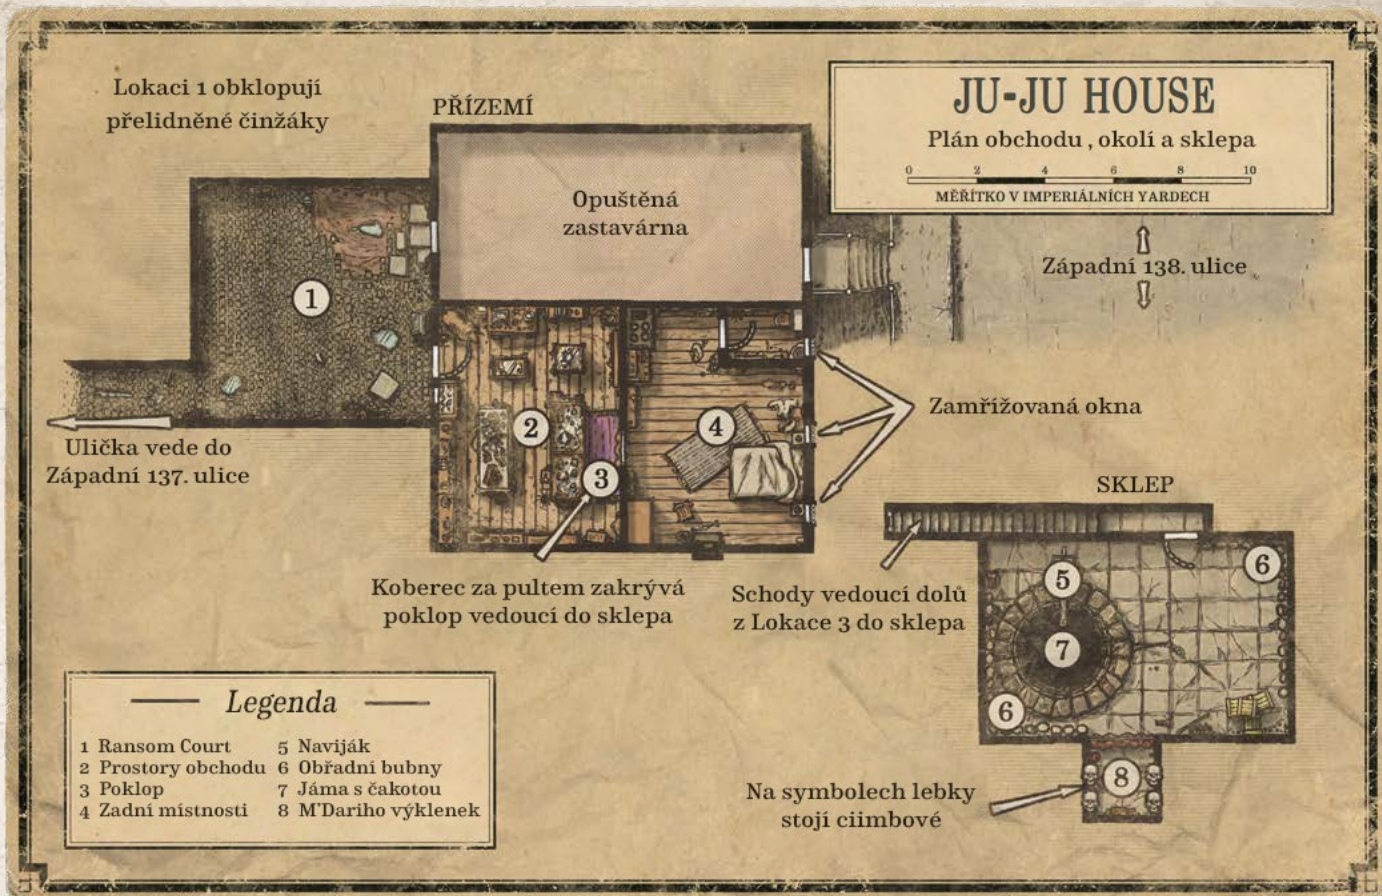 Lokaci 1 obklopují
přelidněné činžáky
PŘÍZEMÍ
JU-JU HOUSE
Plán obchodu , okolí a sklepa
0 2 4 6 8 10
MĚŘÍTKO V IMPERIÁLNÍCH YARDECH
Opuštěná
zastavárna
Západní 138. ulice
1
2
3
4
Zamřížovaná okna
Ulička vede do
Západní 137. ulice
Koberec za pultem zakrývá
poklop vedoucí do sklepa
SKLEP
Schody vedoucí dolů
z Lokace 3 do sklepa
5
6
7
6
8
Na symbolech lebky
stojí ciimbové
Legenda
1 Ransom Court
2 Prostory obchodu
3 Poklop
4 Zadní místnosti
5 Naviják
6 Obřadní bubny
7 Jáma s čakotou
8 M'Dariho výklenek